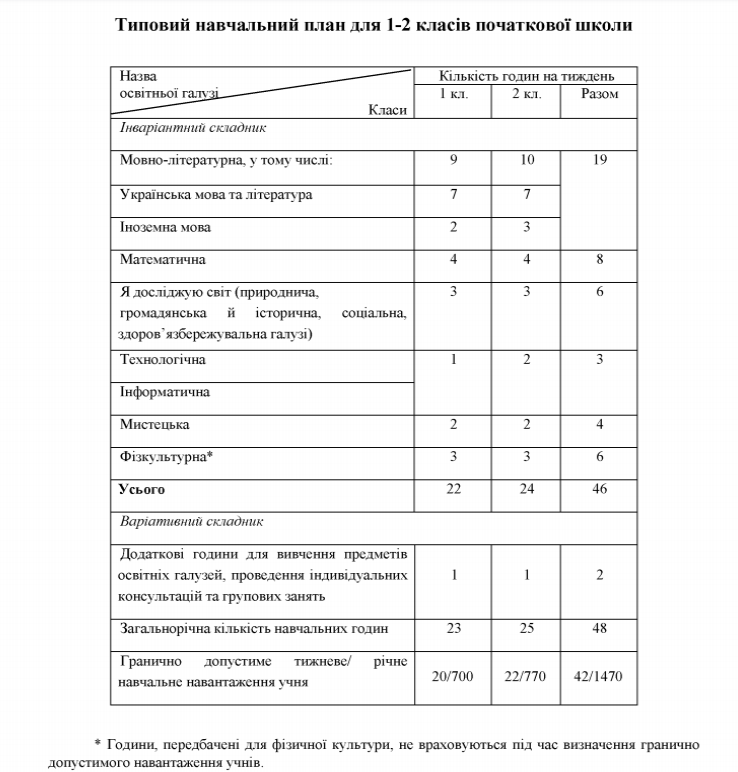 Типовий навчальний план для 1-2 класів початкової школи
Назва
освітньої галузі
Класи
Кількість годин на тиждень
1 кл. 2 кл. Разом
Інваріантний складник
Мовно-літературна, у тому числі: 9 10 19
Українська мова та література 7 7
Іноземна мова 2 3
Математична 4 4 8
Я досліджую світ (природнича, 3 3 6
громадянська й історична, соціальна,
здоров’язбережувальна галузі)
Технологічна 1 2 3
Інформатична
Мистецька 2 2 4
Фізкультурна* 3 3 6
Усього 22 24 46
Варіативний складник
Додаткові години для вивчення предметів
освітніх галузей, проведення індивідуальних 1 1 2
консультацій та групових занять
Загальнорічна кількість навчальних годин 23 25 48
Гранично допустиме тижневе/ річне
навчальне навантаження учня 20/700 22/770 42/1470
* Години, передбачені для фізичної культури, не враховуються під час визначення гранично
допустимого навантаження учнів.